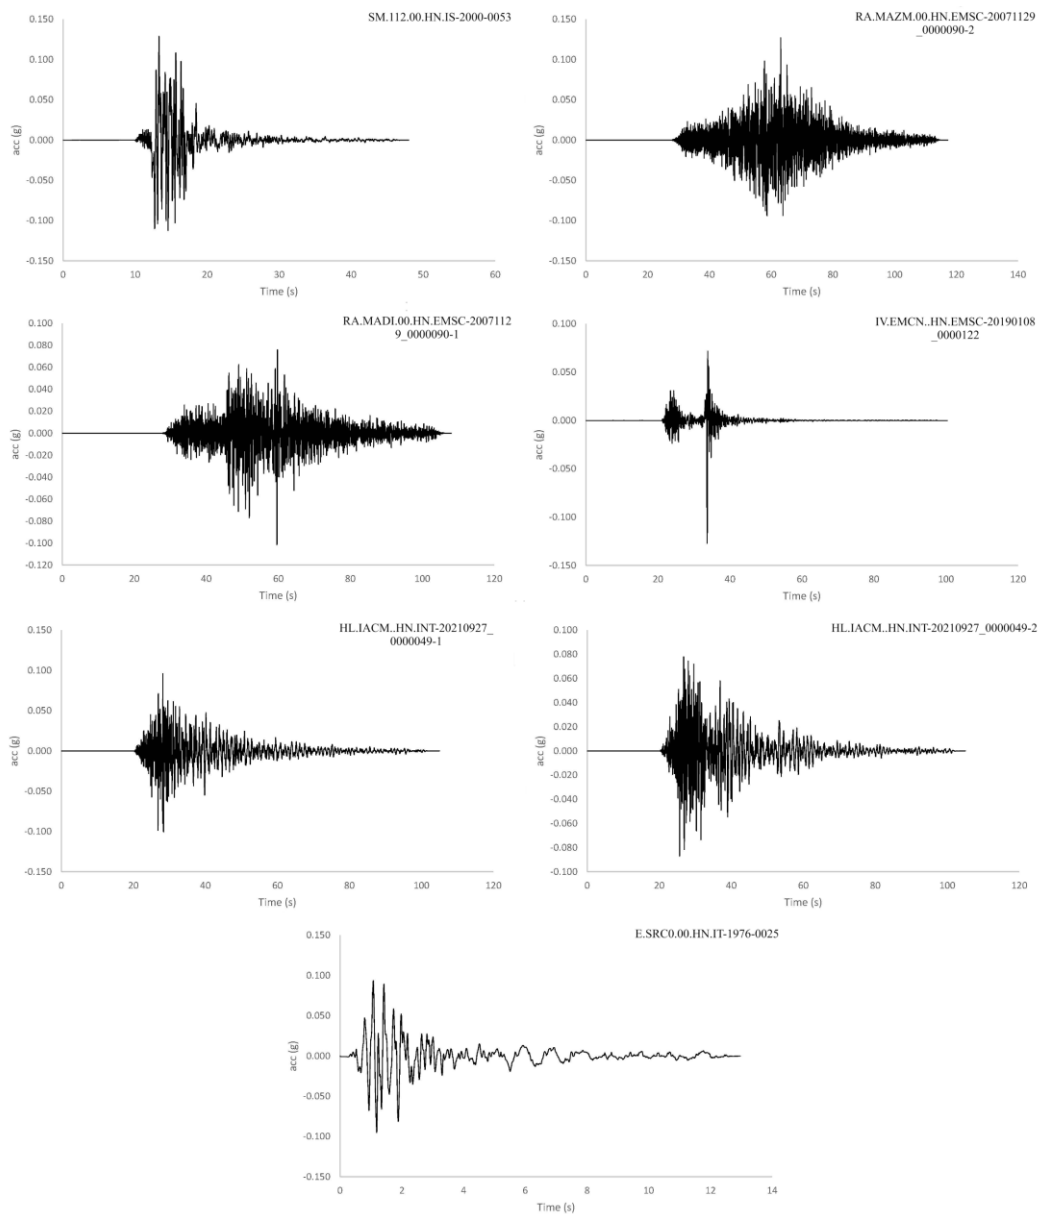 SM.112.00.HN.IS-2000-0053
0.150
0.100
0.050
0.000
-0.050
-0.100
-0.150
acc (g)
0 10 20 30 40 50 60
Time (s)
RA.MAZM.00.HN.EMSC-20071129
_0000090-2
0.150
0.100
0.050
0.000
-0.050
-0.100
-0.150
acc (g)
0 20 40 60 80 100 120 140
Time (s)
RA.MADI.00.HN.EMSC-2007112
9_0000090-1
0.100
0.080
0.060
0.040
0.020
0.000
-0.020
-0.040
-0.060
-0.080
-0.100
-0.120
acc (g)
0 20 40 60 80 100 120
Time (s)
IV.EMCN..HN.EMSC-20190108
_0000122
0.100
0.050
0.000
-0.050
-0.100
-0.150
acc (g)
0 20 40 60 80 100 120
Time (s)
HL.IACM..HN.INT-20210927_
0000049-1
0.150
0.100
0.050
0.000
-0.050
-0.100
-0.150
acc (g)
0 20 40 60 80 100 120
Time (s)
HL.IACM..HN.INT-20210927_0000049-2
0.100
0.080
0.060
0.040
0.020
0.000
-0.020
-0.040
-0.060
-0.080
-0.100
acc (g)
0 20 40 60 80 100 120
Time (s)
E.SRC0.00.HN.IT-1976-0025
0.150
0.100
0.050
0.000
-0.050
-0.100
-0.150
acc (g)
0 2 4 6 8 10 12 14
Time (s)